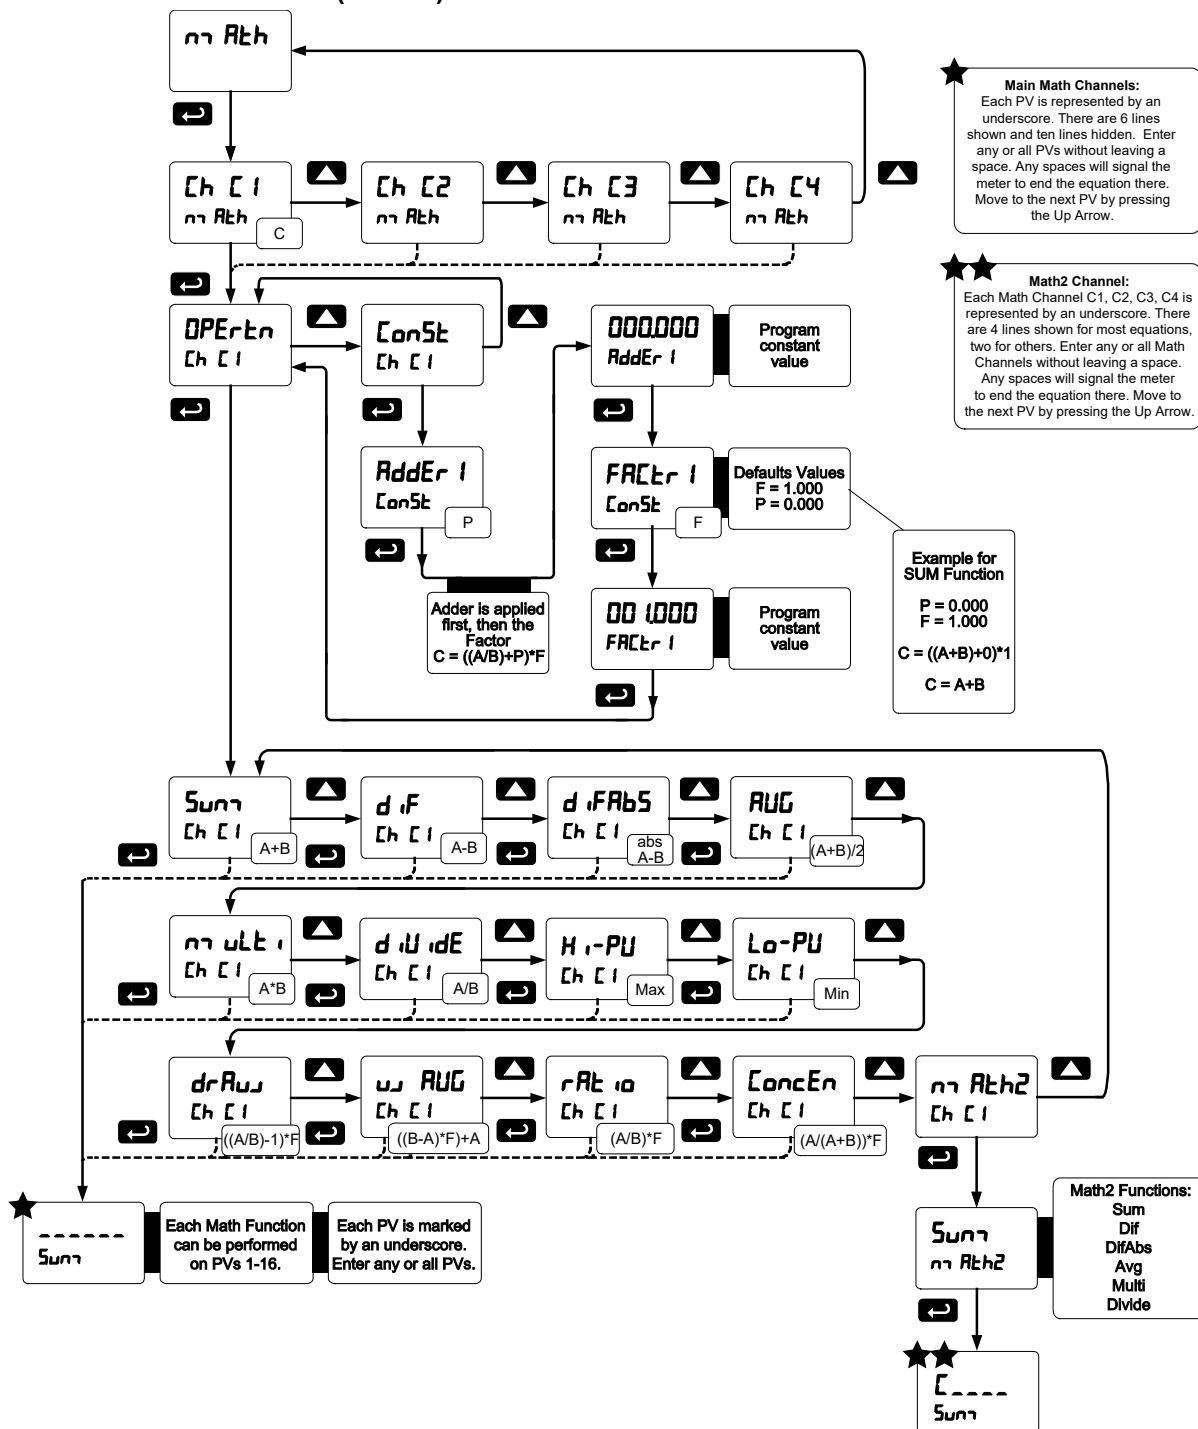 m Ath
Ch C1
m Ath
C
Ch C2
m Ath
Ch C3
m Ath
Ch C4
m Ath
Main Math Channels:
Each PV is represented by an
underscore. There are 6 lines
shown and ten lines hidden. Enter
any or all PVs without leaving a
space. Any spaces will signal the
meter to end the equation there.
Move to the next PV by pressing
the Up Arrow.
Math2 Channel:
Each Math Channel C1, C2, C3, C4 is
represented by an underscore. There
are 4 lines shown for most equations,
two for others. Enter any or all Math
Channels without leaving a space.
Any spaces will signal the meter
to end the equation there. Move to
the next PV by pressing the Up Arrow.
OPErtn
Ch C1
ConSt
Ch C1
000.000
AddEr 1
Program
constant
value
AddEr 1
ConSt
P
FACtr 1
ConSt
F
Defaults Values
F = 1.000
P = 0.000
Adder is applied
first, then the
Factor
C = ((A/B)+P)*F
001.000
FACtr 1
Program
constant
value
Example for
SUM Function
P = 0.000
F = 1.000
C = ((A+B)+0)*1
C = A+B
Sum
Ch C1
A+B
diF
Ch C1
A-B
diFAbS
Ch C1
abs
A-B
AVG
Ch C1
(A+B)/2
muLti
Ch C1
A*B
diVidE
Ch C1
A/B
Hi-PV
Ch C1
Max
Lo-PV
Ch C1
Min
drAw
Ch C1
((A/B)-1)*F
w AVG
Ch C1
((B-A)*F)+A
rAtio
Ch C1
(A/B)*F
ConcEn
Ch C1
(A/(A+B))*F
m Ath2
Ch C1
_ _ _ _ _ _
Sum
Each Math Function
can be performed
on PVs 1-16.
Each PV is marked
by an underscore.
Enter any or all PVs.
Sum
m Ath2
Math2 Functions:
Sum
Dif
DifAbs
Avg
Multi
Divide
C_ _ _ _
Sum